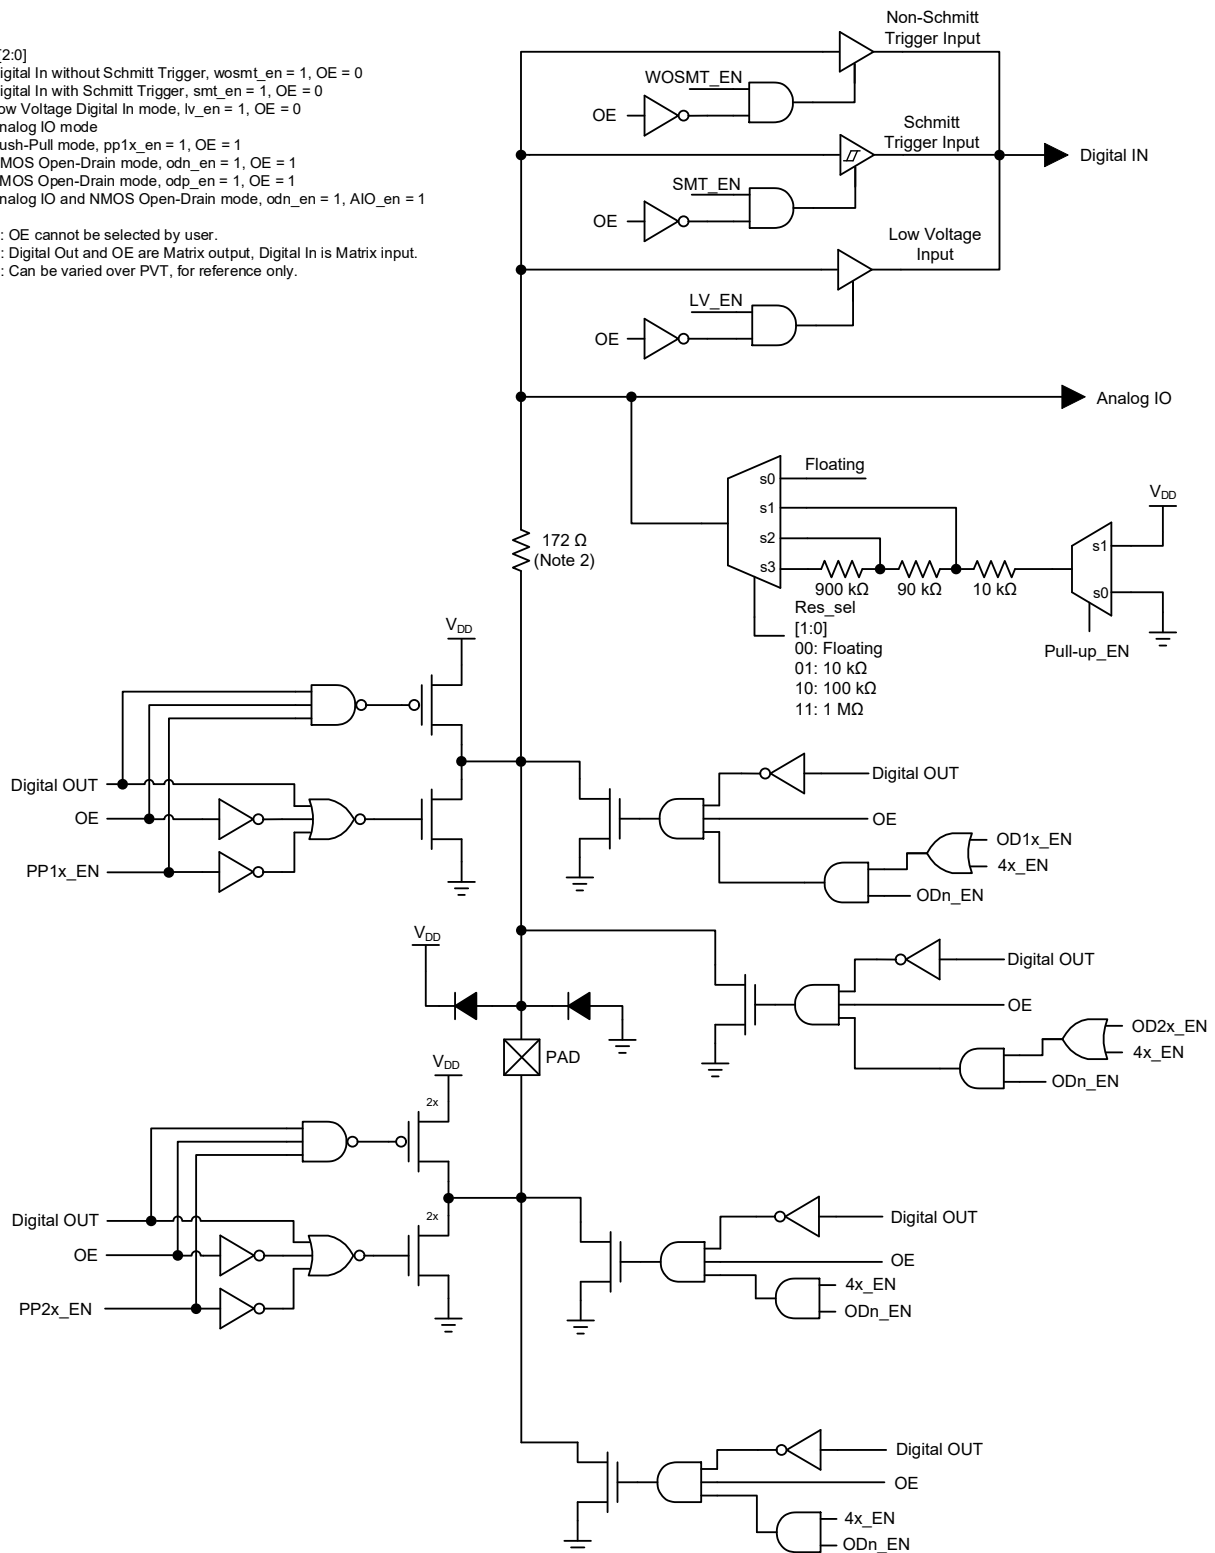 Non-Schmitt
Trigger Input
[2:0]
igital In without Schmitt Trigger, wosmt_en = 1, OE = 0
igital In with Schmitt Trigger, smt_en = 1, OE = 0
ow Voltage Digital In mode, lv_en = 1, OE = 0
nalog IO mode
ush-Pull mode, pp1x_en = 1, OE = 1
MOS Open-Drain mode, odn_en = 1, OE = 1
MOS Open-Drain mode, odp_en = 1, OE = 1
nalog IO and NMOS Open-Drain mode, odn_en = 1, AIO_en = 1
: OE cannot be selected by user.
: Digital Out and OE are Matrix output, Digital In is Matrix input.
: Can be varied over PVT, for reference only.
WOSMT_EN
OE
Schmitt
Trigger Input
Digital IN
SMT_EN
OE
Low Voltage
Input
LV_EN
OE
Analog IO
Floating
s0
s1
s2
s3
VDD
s1
s0
172 Ω
(Note 2)
900 kΩ
90 kΩ
10 kΩ
Res_sel
[1:0]
00: Floating
01: 10 kΩ
10: 100 kΩ
11: 1 MΩ
Pull-up_EN
VDD
Digital OUT
OE
PP1x_EN
Digital OUT
OE
OD1x_EN
4x_EN
ODn_EN
VDD
Digital OUT
OE
OD2x_EN
4x_EN
ODn_EN
PAD
VDD
2x
2x
Digital OUT
OE
PP2x_EN
Digital OUT
OE
4x_EN
ODn_EN
Digital OUT
OE
4x_EN
ODn_EN